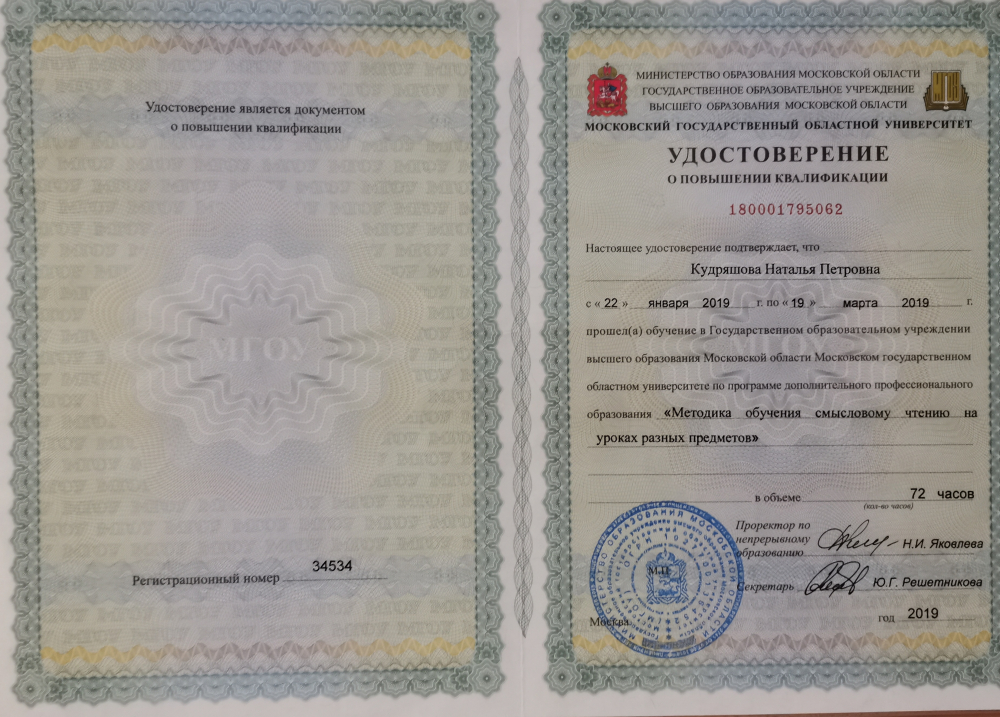 Удостоверение является документом
о повышении квалификации
МГОУ
Регистрационный номер 34534
МИНИСТЕРСТВО ОБРАЗОВАНИЯ МОСКОВСКОЙ ОБЛАСТИ
ГОСУДАРСТВЕННОЕ ОБРАЗОВАТЕЛЬНОЕ УЧРЕЖДЕНИЕ
ВЫСШЕГО ОБРАЗОВАНИЯ МОСКОВСКОЙ ОБЛАСТИ
МОСКОВСКИЙ ГОСУДАРСТВЕННЫЙ ОБЛАСТНОЙ УНИВЕРСИТЕТ
УДОСТОВЕРЕНИЕ
О ПОВЫШЕНИИ КВАЛИФИКАЦИИ
180001795062
Настоящее удостоверение подтверждает, что
Кудряшова Наталья Петровна
с « 22 » января 2019 г. по « 19 » марта 2019 г.
прошел(а) обучение в Государственном образовательном учреждении
высшего образования Московской области Московском государственном
областном университете по программе дополнительного профессионального
образования «Методика обучения смысловому чтению на
уроках разных предметов»
в объеме 72 часов
(кол-во часов)
Проректор по
непрерывному
образованию Н.И. Яковлева
М.П.
Секретарь Ю.Г. Решетникова
Москва год 2019